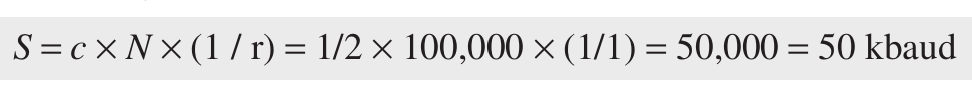 S = c × N × (1 / r) = 1/2 × 100,000 × (1/1) = 50,000 = 50 kbaud